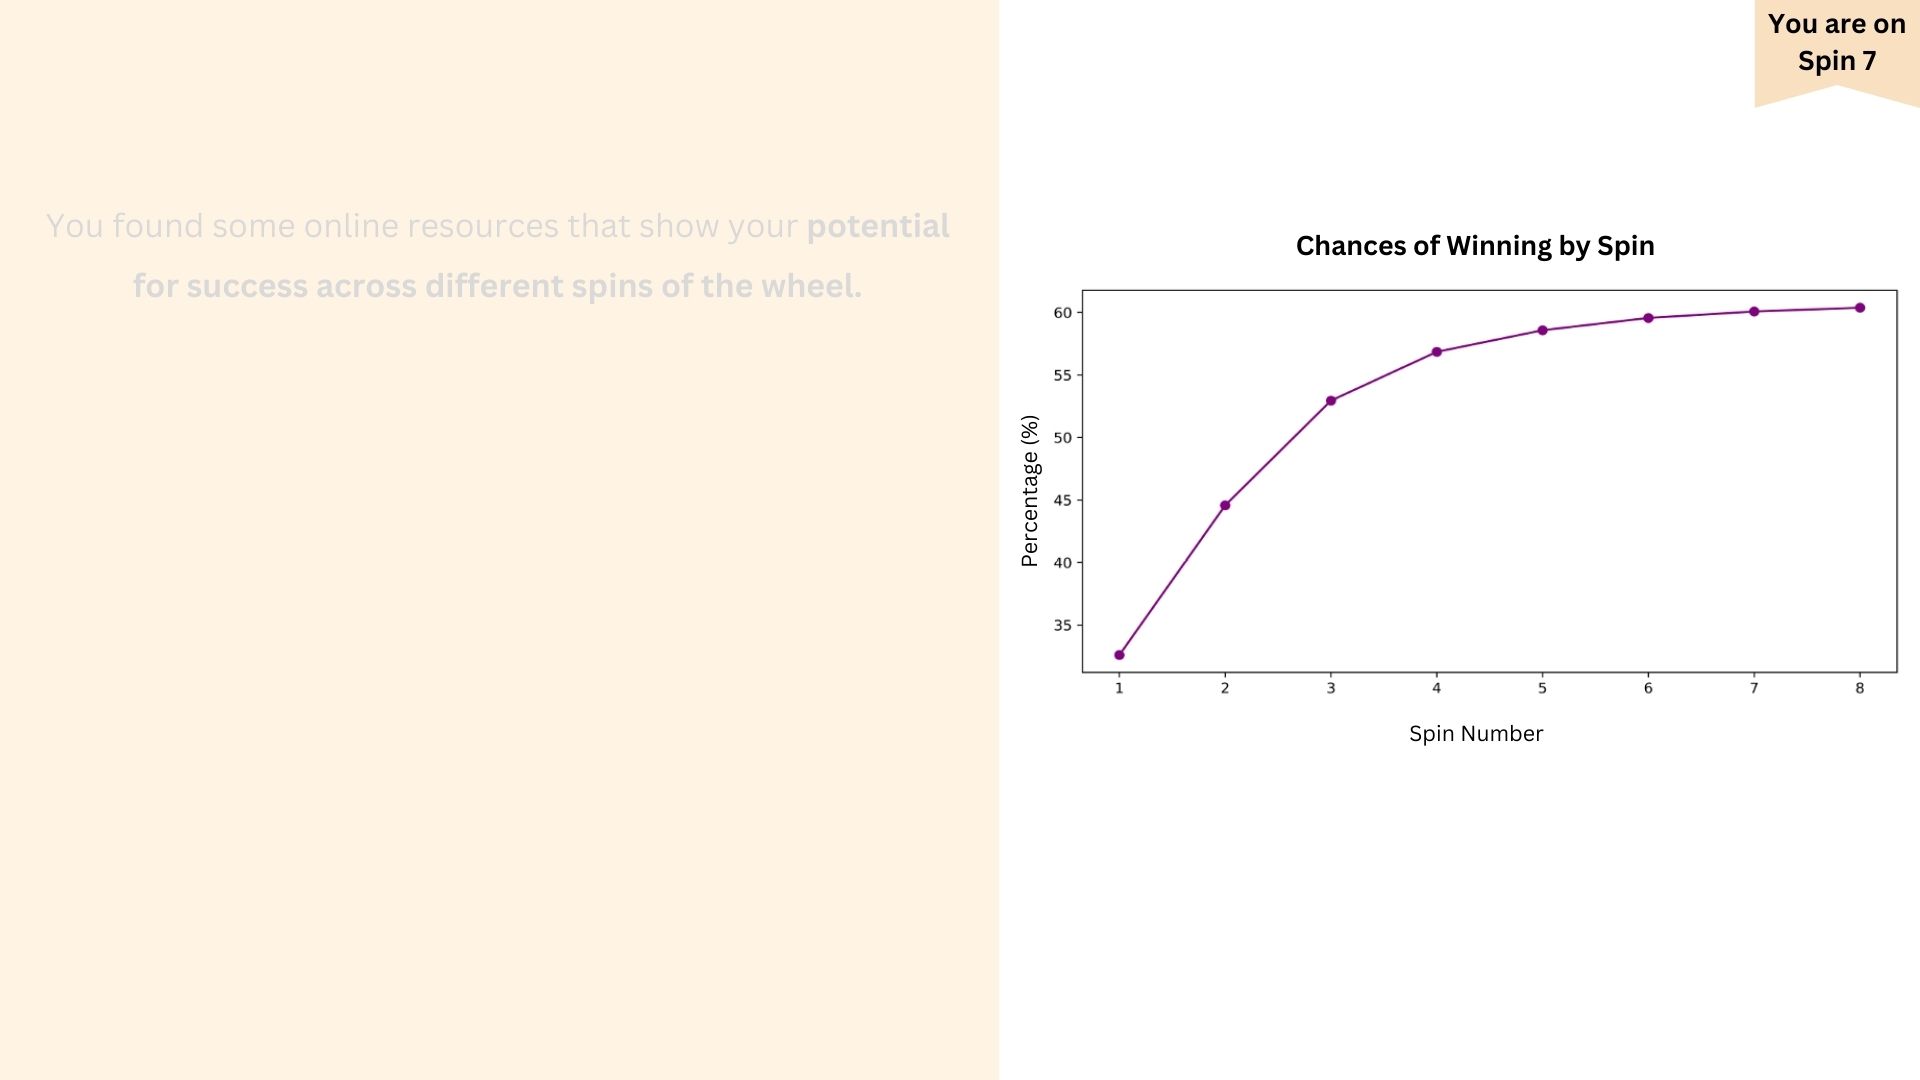 You are on
Spin 7
You found some online resources that show your potential
for success across different spins of the wheel.
Chances of Winning by Spin
Percentage (%)
60
55
50
45
40
35
1 2 3 4 5 6 7 8
Spin Number